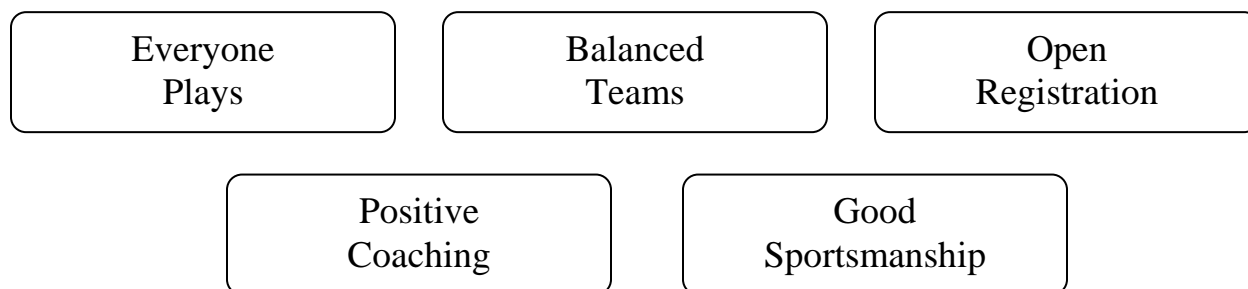 Everyone
Plays
Balanced
Teams
Open
Registration
Positive
Coaching
Good
Sportsmanship